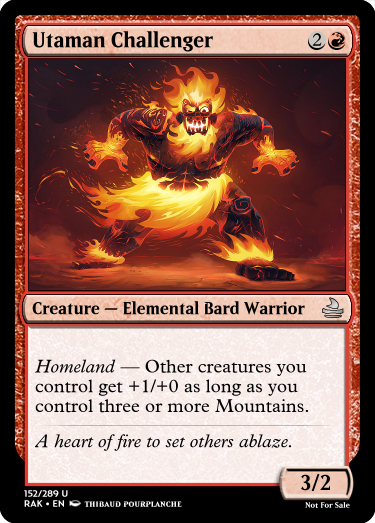 Utaman Challenger 2
Creature — Elemental Bard Warrior
Homeland — Other creatures you
control get +1/+0 as long as you
control three or more Mountains.
A heart of fire to set others ablaze.
3/2
152/289 U
RAK • EN THIBAUD POURPLANCHE
Not For Sale